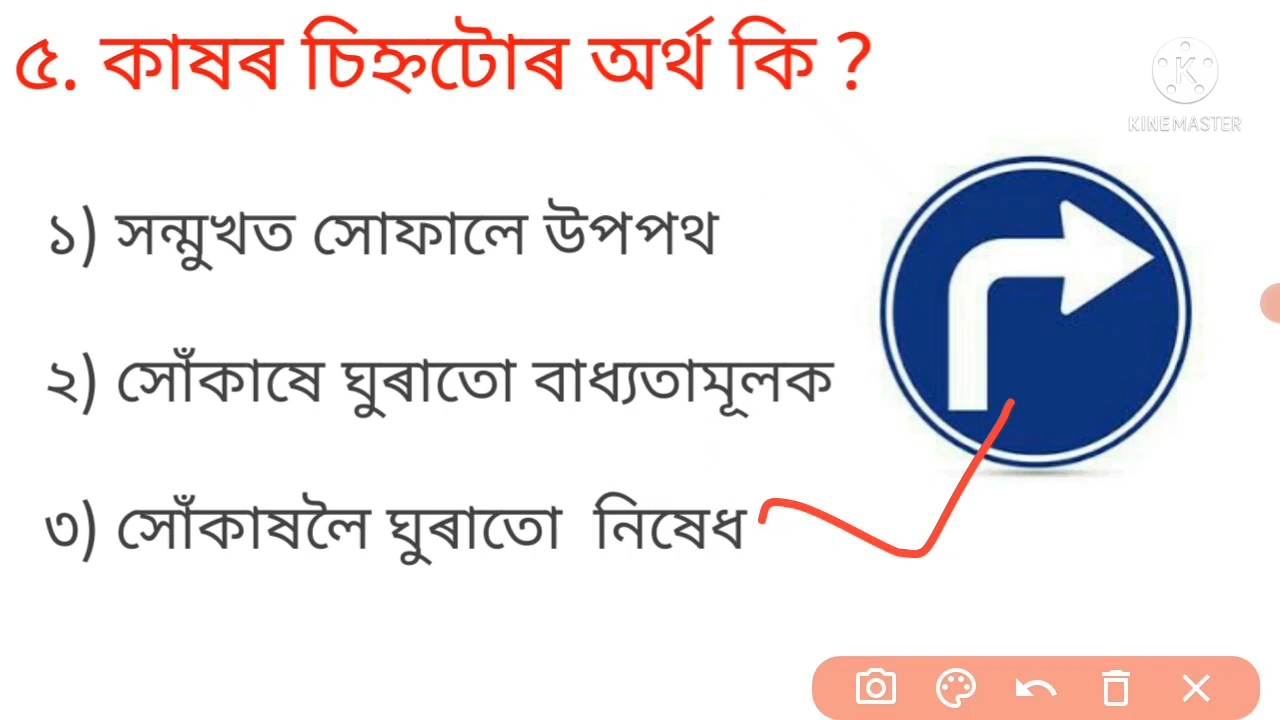 ৫. কাষৰ চিহ্নটোৰ অৰ্থ কি ?
KINEMASTER
১) সন্মুখত সোফালে উপপথ
২) সোঁকাষে ঘুৰাতো বাধ্যতামূলক
৩) সোঁকাষলৈ ঘুৰাতো নিষেধ